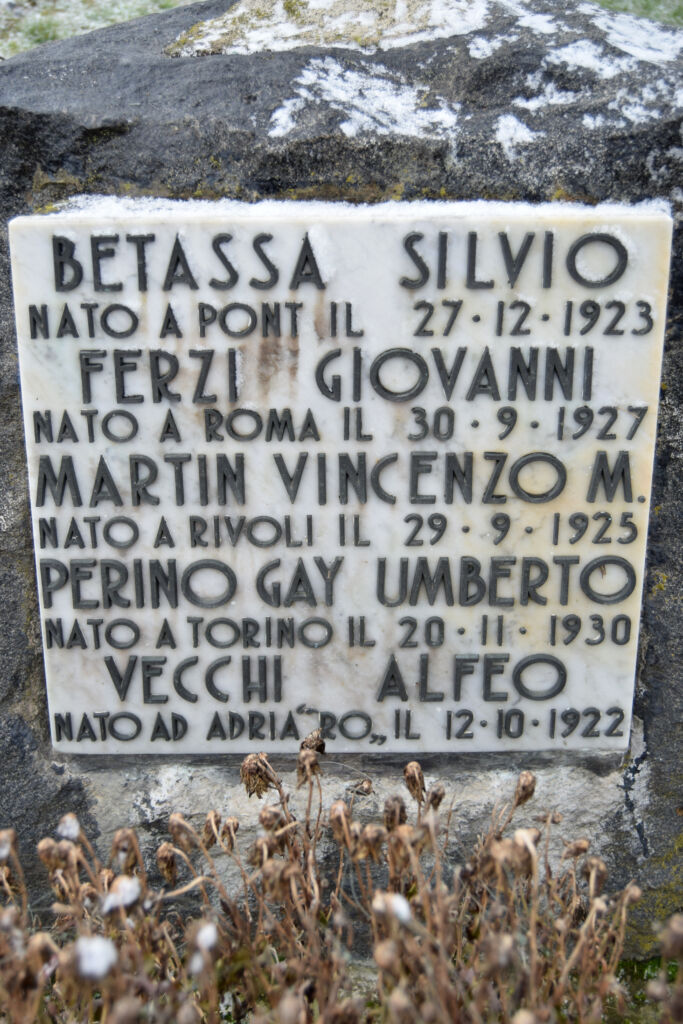 BETASSA SILVIO
NATO A PONT IL 27·12·1923
FERZI GIOVANNI
NATO A ROMA IL 30·9·1927
MARTIN VINCENZO M.
NATO A RIVOLI IL 29·9·1925
PERINO GAY UMBERTO
NATO A TORINO IL 20·11·1930
VECCHI ALFEO
NATO AD ADRIA “RO„ IL 12·10·1922